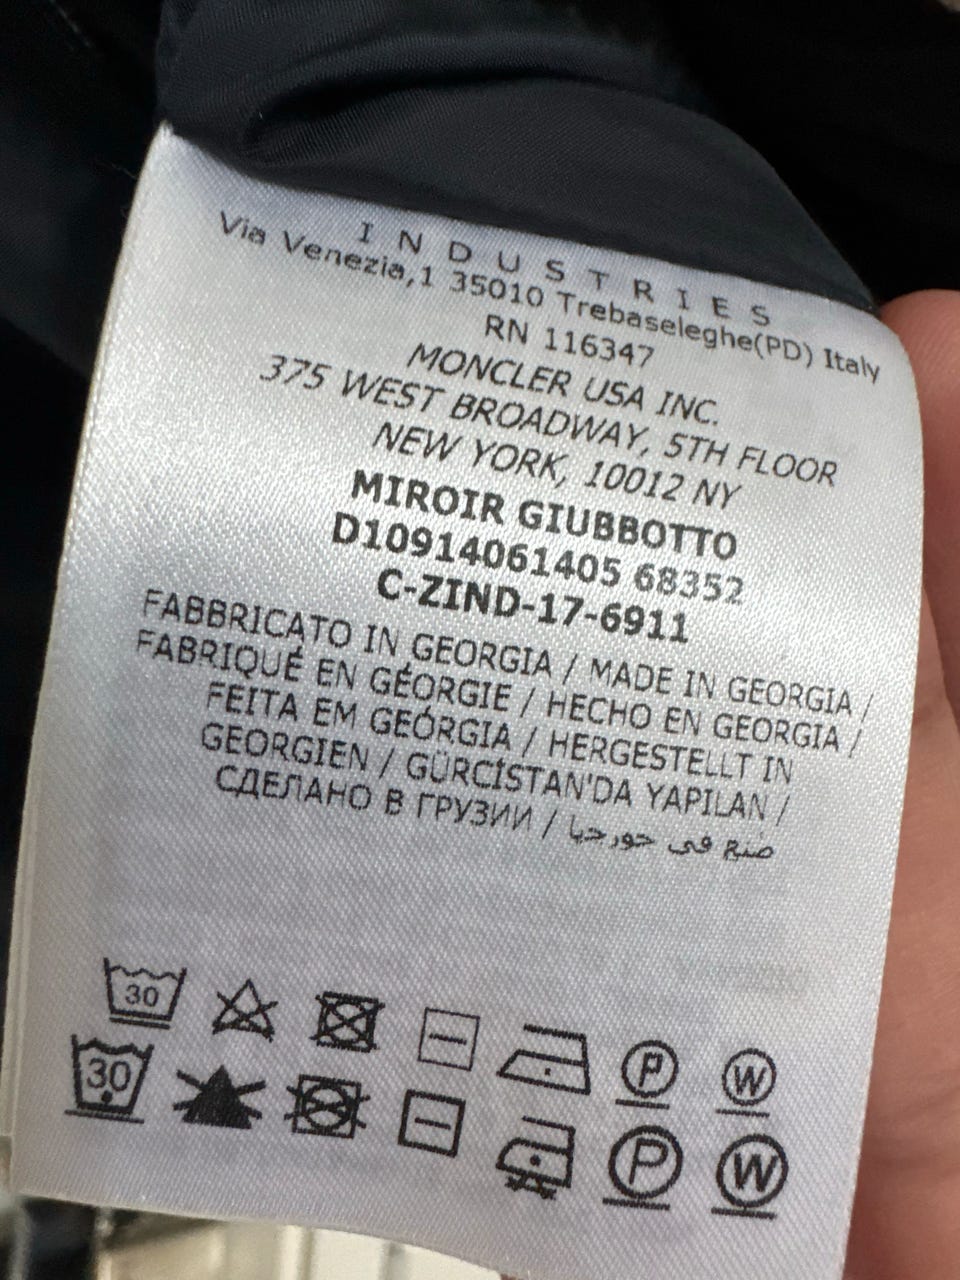 INDUSTRIES
Via Venezia,1 35010 Trebaseleghe(PD) Italy
RN 116347
MONCLER USA INC.
375 WEST BROADWAY, 5TH FLOOR
NEW YORK, 10012 NY
MIROIR GIUBBOTTO
D10914061405 68352
C-ZIND-17-6911
FABBRICATO IN GEORGIA / MADE IN GEORGIA /
FABRIQUÉ EN GÉORGIE / HECHO EN GEORGIA /
FEITA EM GEÓRGIA / HERGESTELLT IN
GEORGIEN / GÜRCİSTAN'DA YAPILAN /
СДЕЛАНО В ГРУЗИИ / صنع في جورجيا
30 P W
30 P W